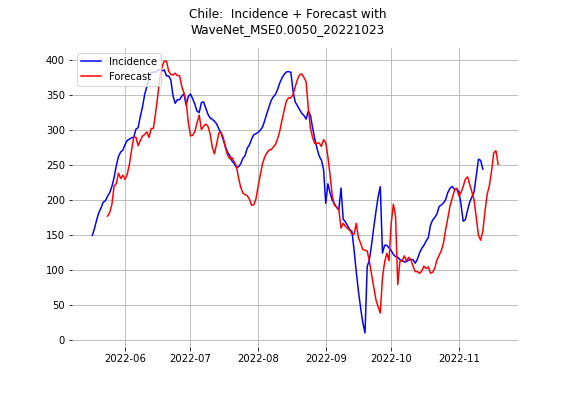 Chile:  Incidence + Forecast with
WaveNet_MSE0.0050_20221023
Incidence
Forecast
400
350
300
250
200
150
100
50
0
2022-06 2022-07 2022-08 2022-09 2022-10 2022-11